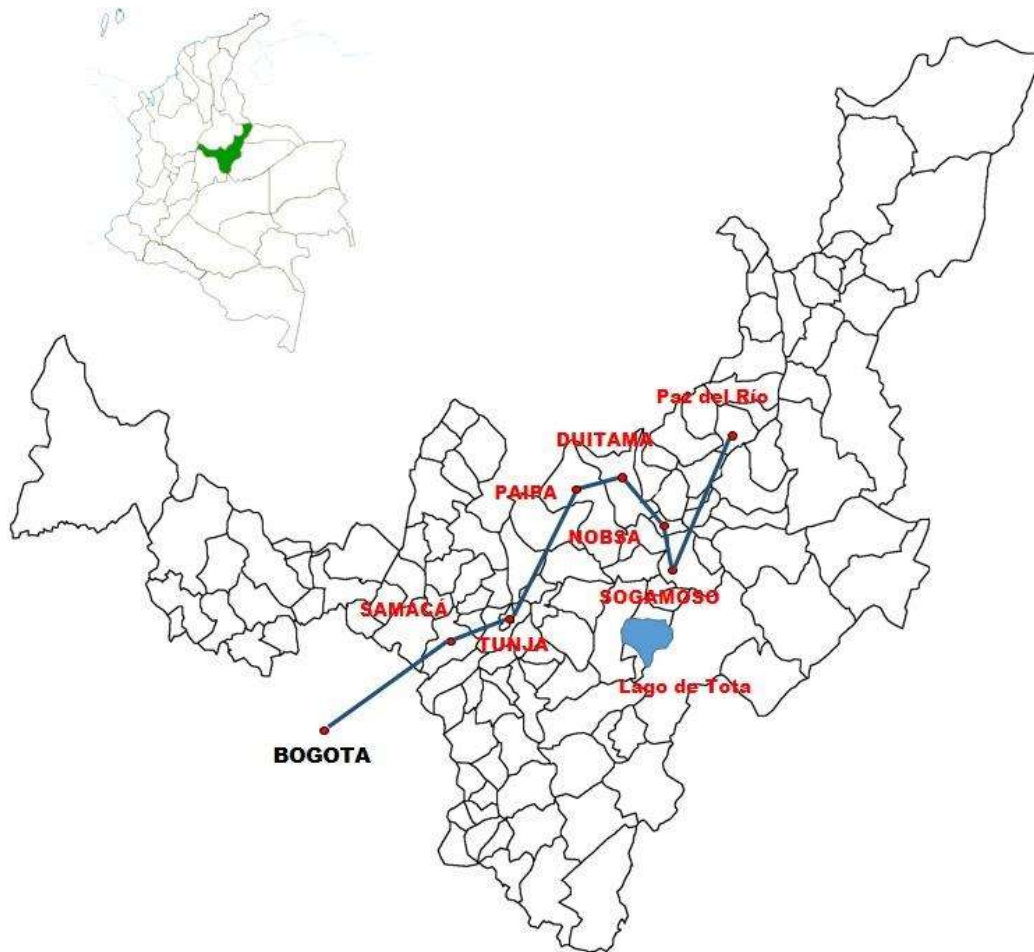 Paz del Río
DUITAMA
PAIPA
NOBSA
SAMACÁ
SOGAMOSO
TUNJA
Lago de Tota
BOGOTA